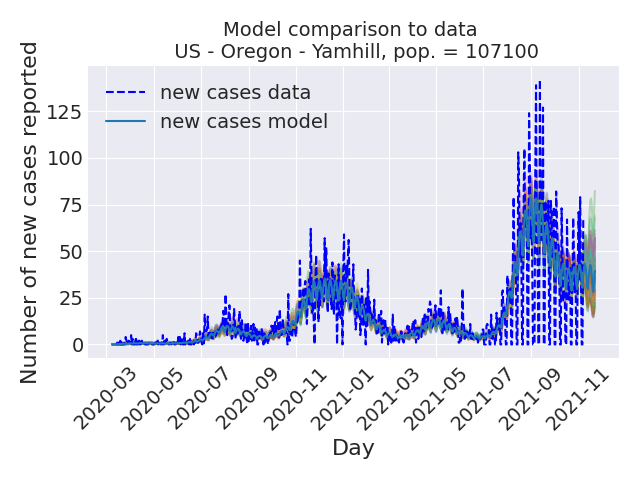 Model comparison to data
US - Oregon - Yamhill, pop. = 107100
new cases data
new cases model
Number of new cases reported
125
100
75
50
25
0
2020-03
2020-05
2020-07
2020-09
2020-11
2021-01
2021-03
2021-05
2021-07
2021-09
2021-11
Day